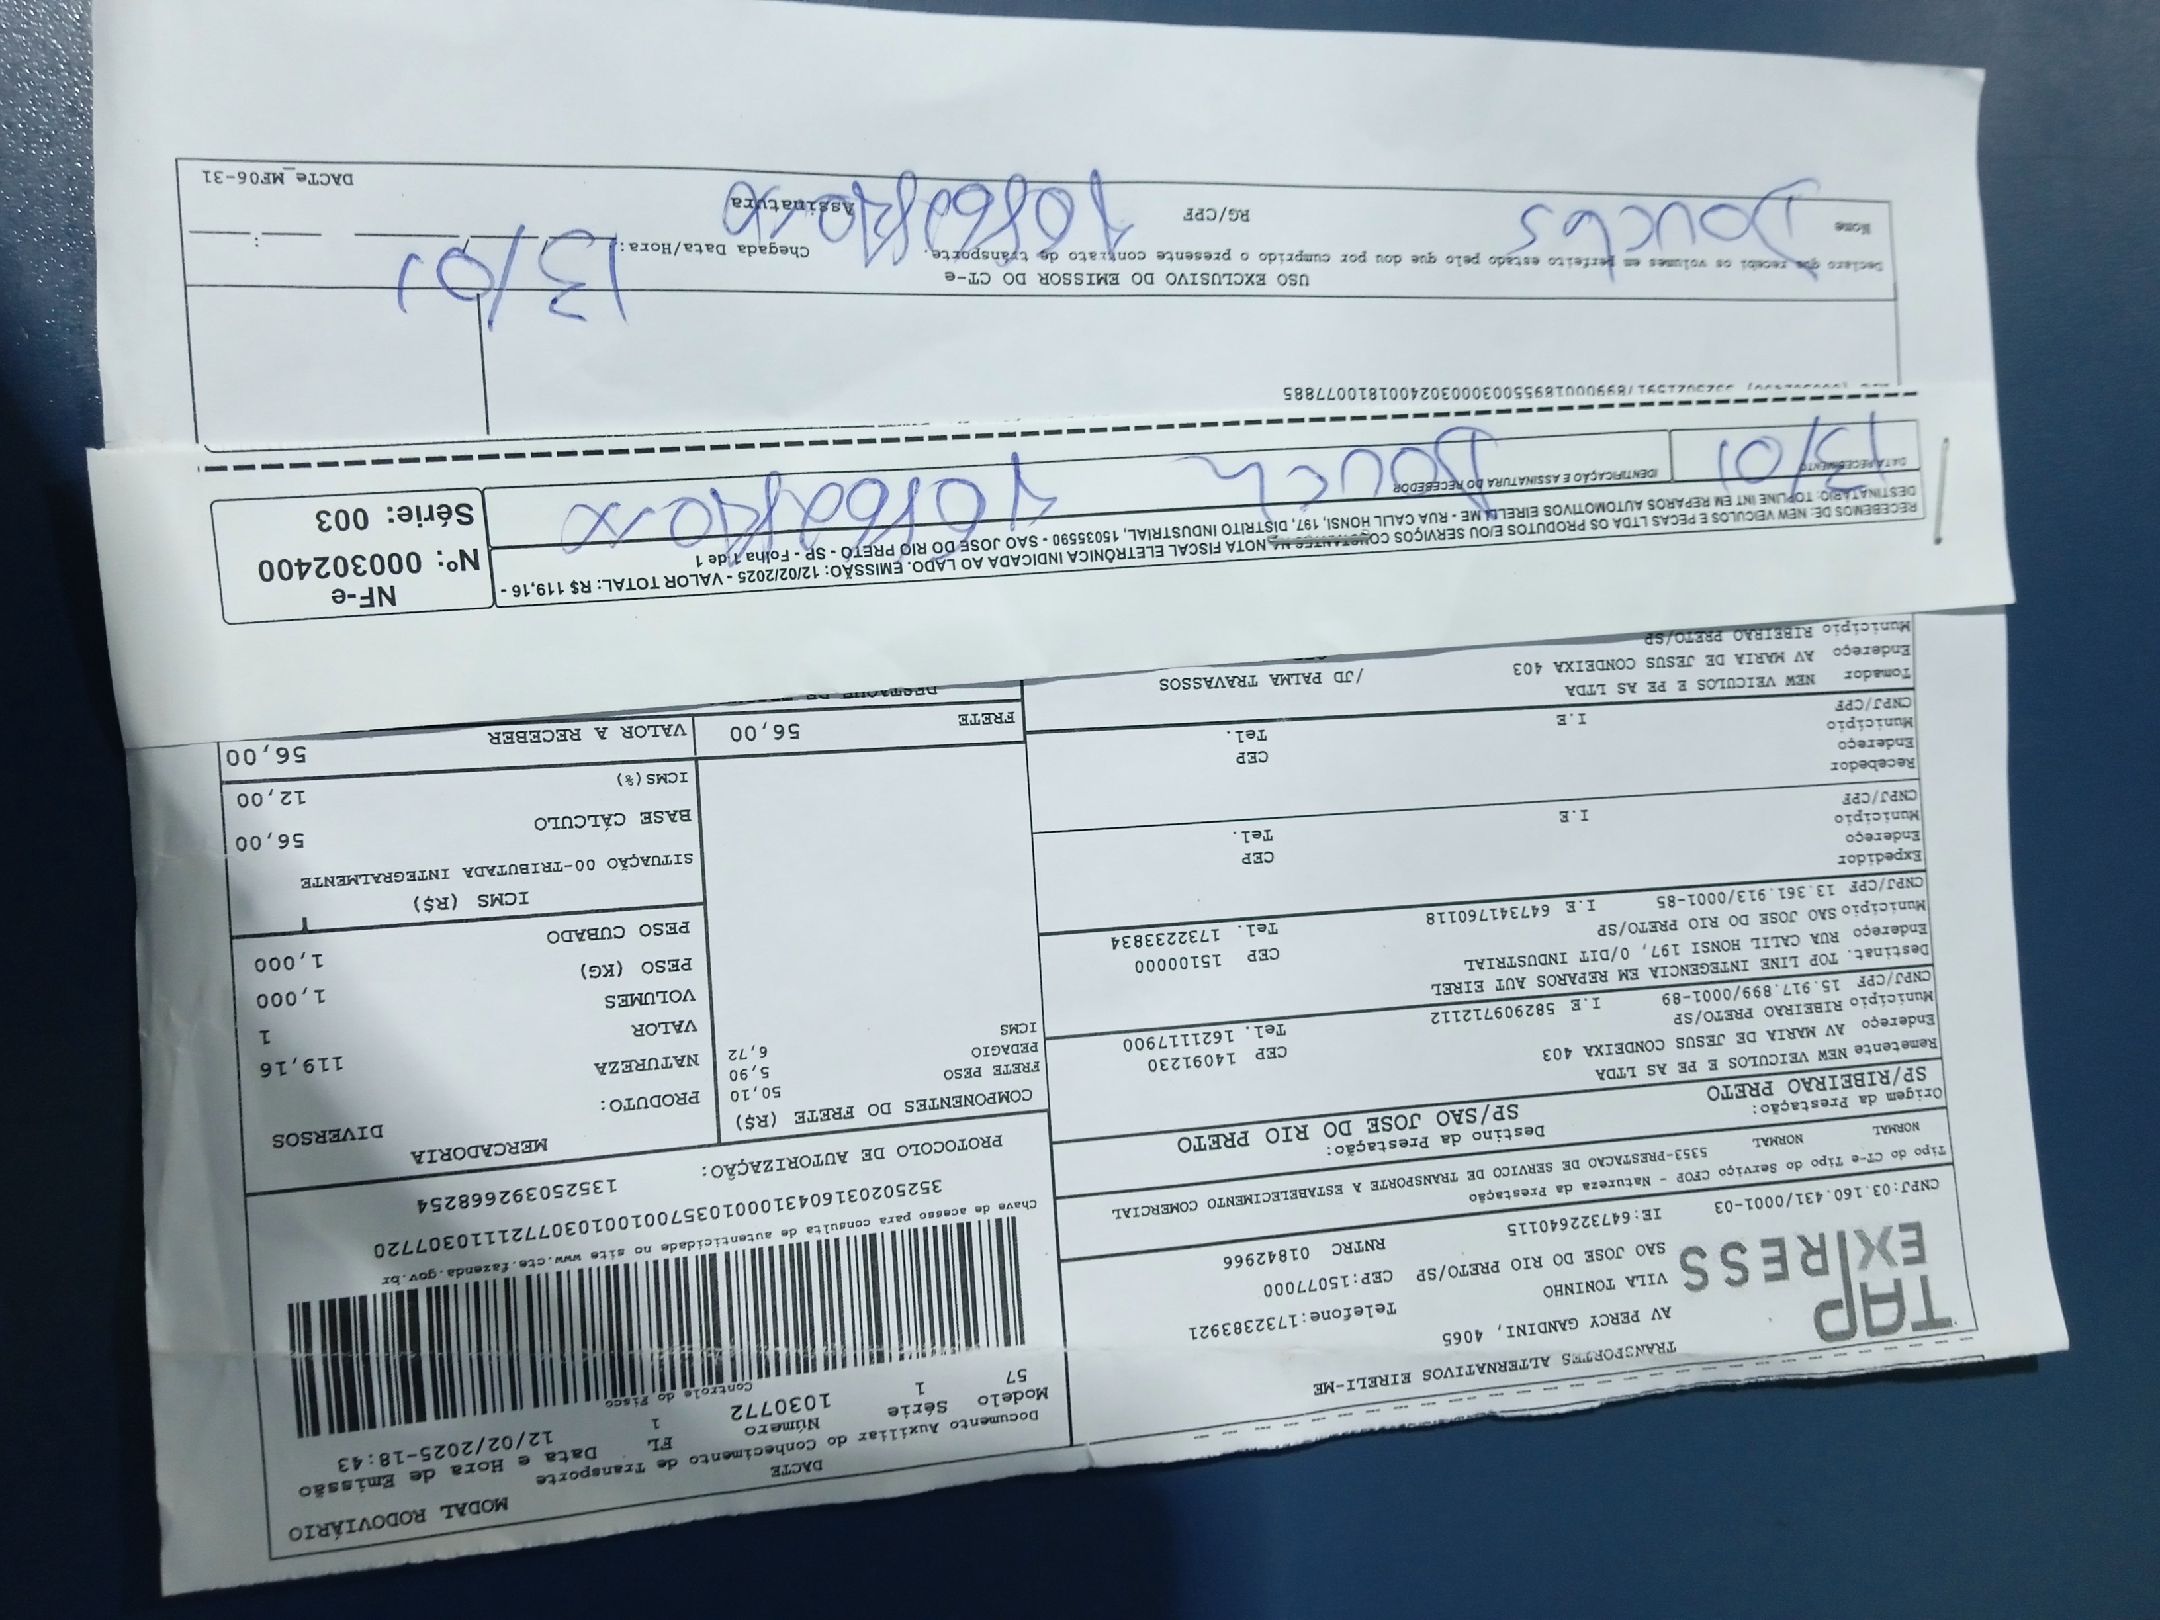 TAP
EXPRESS
TRANSPORTES ALTERNATIVOS EIRELI-ME
AV PERCY GANDINI, 4065
VILA TONINHO Telefone:1732383921
SAO JOSE DO RIO PRETO/SP CEP:15077000
CNPJ:03.160.431/0001-03 IE:647322640115 RNTRC 01842966
DACTE MODAL RODOVIÁRIO
Documento Auxiliar do Conhecimento de Transporte
Modelo Série Número FL Data e Hora de Emissão
57 1 1030772 1 12/02/2025-18:43
Controle do Fisco
Chave de acesso para consulta de autenticidade no site www.cte.fazenda.gov.br
PROTOCOLO DE AUTORIZAÇÃO: 135250392668254
Tipo do CT-e Tipo do Serviço CFOP - Natureza da Prestação
NORMAL NORMAL 5353-PRESTACAO DE SERVICO DE TRANSPORTE A ESTABELECIMENTO COMERCIAL
Origem da Prestação: Destino da Prestação:
SP/RIBEIRAO PRETO SP/SAO JOSE DO RIO PRETO
Remetente NEW VEICULOS E PE AS LTDA
Endereço AV MARIA DE JESUS CONDEIXA 403 CEP 14091230
Município RIBEIRAO PRETO/SP Tel. 1621117900
CNPJ/CPF 15.917.899/0001-89 I.E 582909712112
Destinat. TOP LINE INTEGENCIA EM REPAROS AUT EIREL
Endereço RUA CALIL HONSI 197, 0/DIT INDUSTRIAL CEP 15100000
Município SAO JOSE DO RIO PRETO/SP Tel. 1732233834
CNPJ/CPF 13.361.913/0001-85 I.E 647341760118
Expedidor
Endereço CEP
Município Tel.
CNPJ/CPF I.E
Recebedor
Endereço CEP
Município Tel.
CNPJ/CPF I.E
Tomador NEW VEICULOS E PE AS LTDA
Endereço AV MARIA DE JESUS CONDEIXA 403 /JD PALMA TRAVASSOS
Município RIBEIRAO PRETO/SP
COMPONENTES DO FRETE (R$)
50,10
FRETE PESO 5,90
PEDAGIO 6,72
ICMS
FRETE 56,00
MERCADORIA
PRODUTO: DIVERSOS
NATUREZA
VALOR 119,16
VOLUMES 1
PESO (KG) 1,000
PESO CUBADO 1,000
ICMS (R$)
SITUAÇÃO 00-TRIBUTADA INTEGRALMENTE
BASE CÁLCULO 56,00
ICMS(%) 12,00
VALOR A RECEBER 56,00
RECEBEMOS DE: NEW VEICULOS E PECAS LTDA OS PRODUTOS E/OU SERVIÇOS CONSTANTES NA NOTA FISCAL ELETRÔNICA INDICADA AO LADO. EMISSÃO: 12/02/2025 - VALOR TOTAL: R$ 119,16 -
DESTINATÁRIO: TOPLINE INT EM REPAROS AUTOMOTIVOS EIRELI ME - RUA CALIL HONSI, 197, DISTRITO INDUSTRIAL, 15035590 - SAO JOSE DO RIO PRETO - SP - Folha 1 de 1
DATA RECEBIMENTO IDENTIFICAÇÃO E ASSINATURA DO RECEBEDOR
13/01
NF-e
Nº: 000302400
Série: 003
USO EXCLUSIVO DO EMISSOR DO CT-e
Declaro que recebi os volumes em perfeito estado pelo que dou por cumprido o presente contrato de transporte. Chegada Data/Hora:
13/01
Nome RG/CPF Assinatura
DACTe_MF06-31